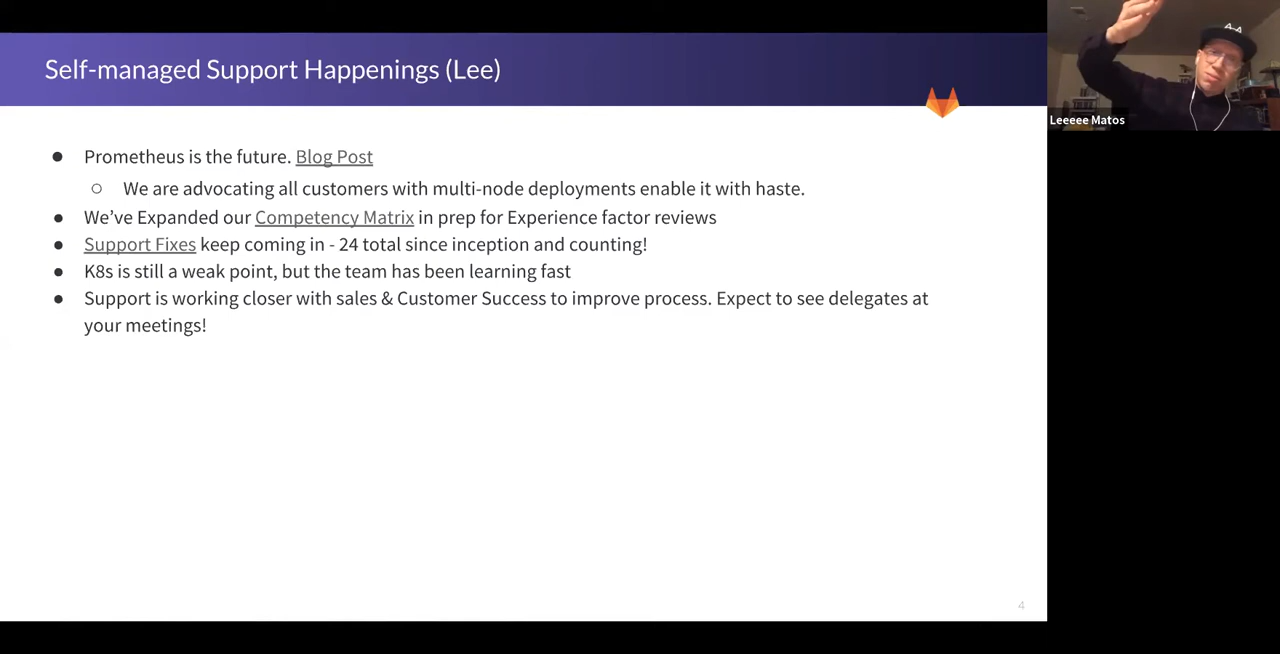 Self-managed Support Happenings (Lee)
Leeeee Matos
● Prometheus is the future. Blog Post
○ We are advocating all customers with multi-node deployments enable it with haste.
● We’ve Expanded our Competency Matrix in prep for Experience factor reviews
● Support Fixes keep coming in - 24 total since inception and counting!
● K8s is still a weak point, but the team has been learning fast
● Support is working closer with sales & Customer Success to improve process. Expect to see delegates at
your meetings!
4